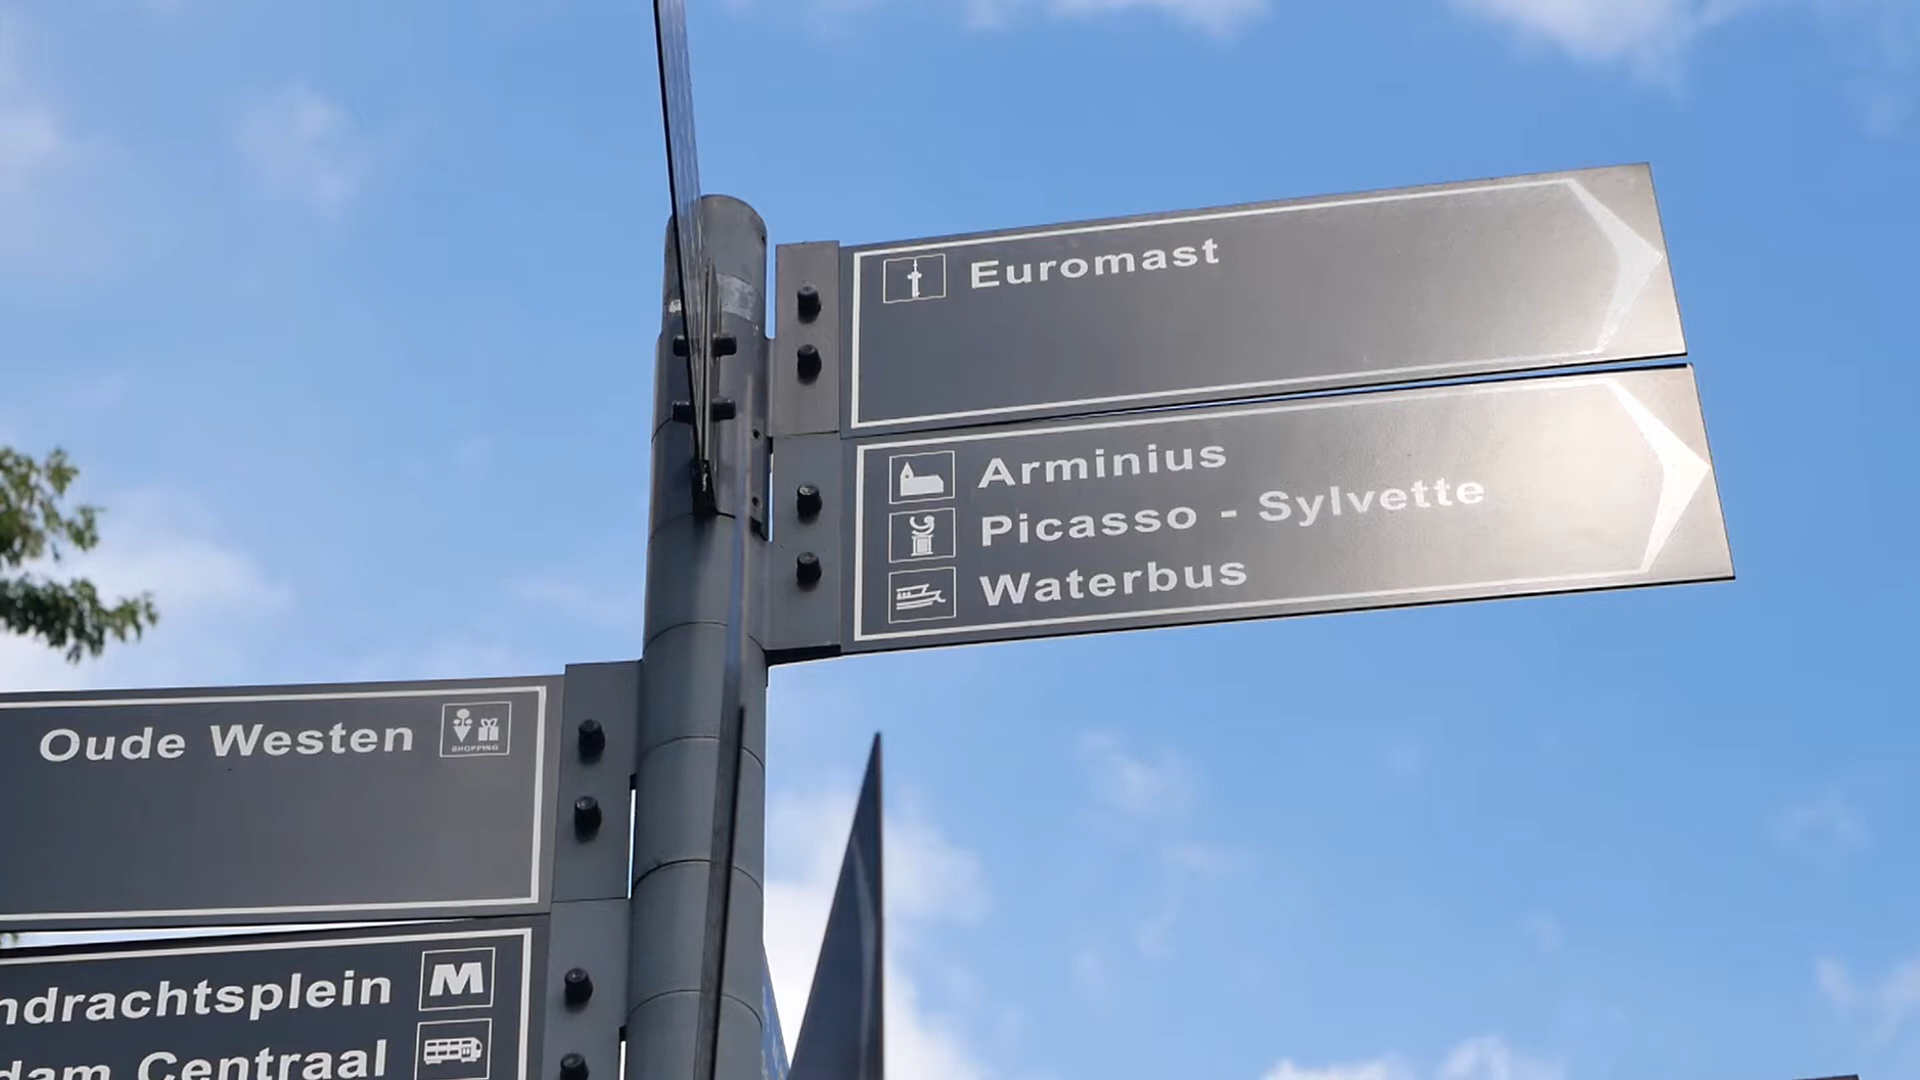 Euromast
Arminius
Picasso - Sylvette
Waterbus
Oude Westen
SHOPPING
ndrachtsplein
M
dam Centraal